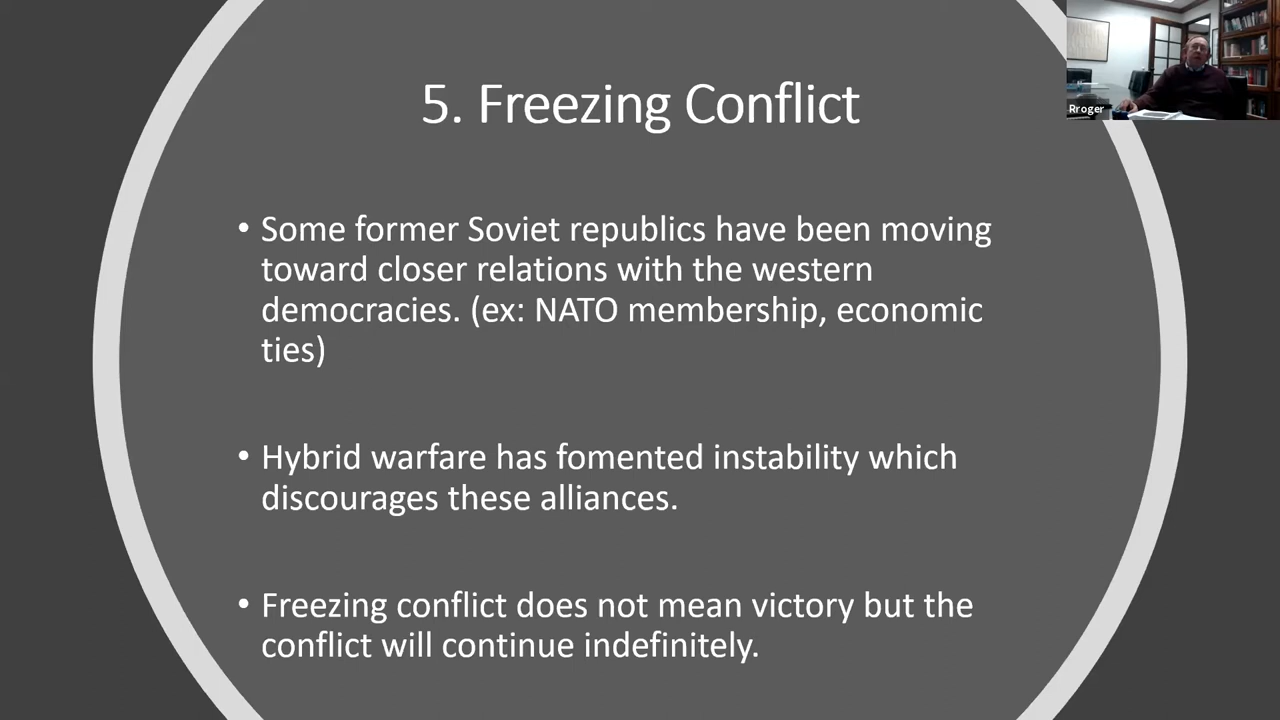 5. Freezing Conflict
Rroger
• Some former Soviet republics have been moving
toward closer relations with the western
democracies. (ex: NATO membership, economic
ties)
• Hybrid warfare has fomented instability which
discourages these alliances.
• Freezing conflict does not mean victory but the
conflict will continue indefinitely.